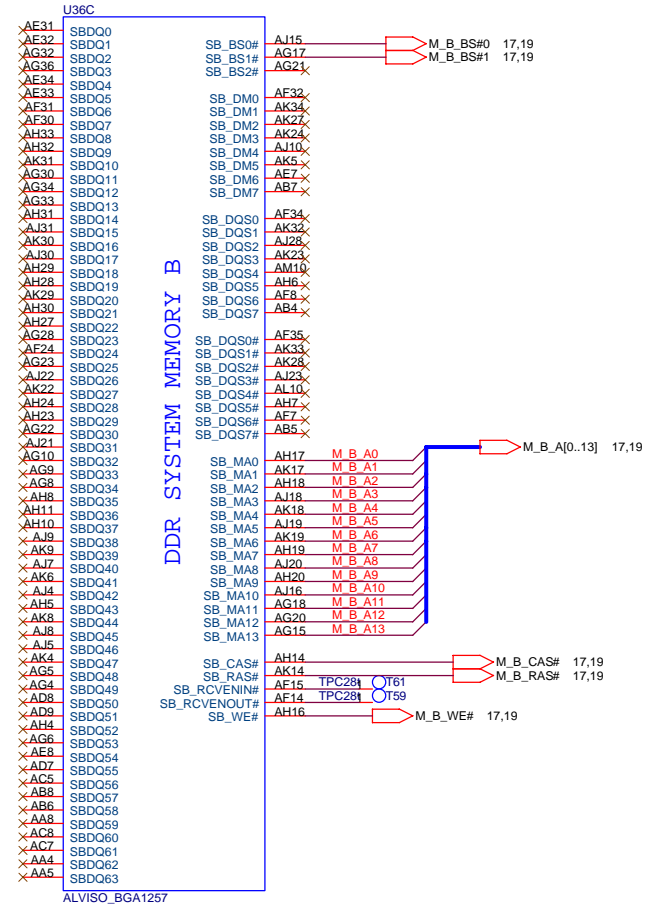 U36C
AE31 SBDQ0
AE32 SBDQ1
AG32 SBDQ2
AG36 SBDQ3
AE34 SBDQ4
AE33 SBDQ5
AF31 SBDQ6
AF30 SBDQ7
AH33 SBDQ8
AH32 SBDQ9
AK31 SBDQ10
AG30 SBDQ11
AG34 SBDQ12
AG33 SBDQ13
AH31 SBDQ14
AJ31 SBDQ15
AK30 SBDQ16
AJ30 SBDQ17
AH29 SBDQ18
AH28 SBDQ19
AK29 SBDQ20
AH30 SBDQ21
AH27 SBDQ22
AG28 SBDQ23
AF24 SBDQ24
AG23 SBDQ25
AJ22 SBDQ26
AK22 SBDQ27
AH24 SBDQ28
AH23 SBDQ29
AG22 SBDQ30
AJ21 SBDQ31
AG10 SBDQ32
AG9 SBDQ33
AG8 SBDQ34
AH8 SBDQ35
AH11 SBDQ36
AH10 SBDQ37
AJ9 SBDQ38
AK9 SBDQ39
AJ7 SBDQ40
AK6 SBDQ41
AJ4 SBDQ42
AH5 SBDQ43
AK8 SBDQ44
AJ8 SBDQ45
AJ5 SBDQ46
AK4 SBDQ47
AG5 SBDQ48
AG4 SBDQ49
AD8 SBDQ50
AD9 SBDQ51
AH4 SBDQ52
AG6 SBDQ53
AE8 SBDQ54
AD7 SBDQ55
AC5 SBDQ56
AB8 SBDQ57
AB6 SBDQ58
AA8 SBDQ59
AC8 SBDQ60
AC7 SBDQ61
AA4 SBDQ62
AA5 SBDQ63
DDR SYSTEM MEMORY B
SB_BS0# AJ15 M_B_BS#0 17,19
SB_BS1# AG17 M_B_BS#1 17,19
SB_BS2# AG21
SB_DM0 AF32
SB_DM1 AK34
SB_DM2 AK27
SB_DM3 AK24
SB_DM4 AJ10
SB_DM5 AK5
SB_DM6 AE7
SB_DM7 AB7
SB_DQS0 AF34
SB_DQS1 AK32
SB_DQS2 AJ28
SB_DQS3 AK23
SB_DQS4 AM10
SB_DQS5 AH6
SB_DQS6 AF8
SB_DQS7 AB4
SB_DQS0# AF35
SB_DQS1# AK33
SB_DQS2# AK28
SB_DQS3# AJ23
SB_DQS4# AL10
SB_DQS5# AH7
SB_DQS6# AF7
SB_DQS7# AB5
M_B_A[0..13] 17,19
SB_MA0 AH17 M_B_A0
SB_MA1 AK17 M_B_A1
SB_MA2 AH18 M_B_A2
SB_MA3 AJ18 M_B_A3
SB_MA4 AK18 M_B_A4
SB_MA5 AJ19 M_B_A5
SB_MA6 AK19 M_B_A6
SB_MA7 AH19 M_B_A7
SB_MA8 AJ20 M_B_A8
SB_MA9 AH20 M_B_A9
SB_MA10 AJ16 M_B_A10
SB_MA11 AG18 M_B_A11
SB_MA12 AG20 M_B_A12
SB_MA13 AG15 M_B_A13
SB_CAS# AH14 M_B_CAS# 17,19
SB_RAS# AK14 M_B_RAS# 17,19
SB_RCVENIN# AF15 TPC28t T61
SB_RCVENOUT# AF14 TPC28t T59
SB_WE# AH16 M_B_WE# 17,19
ALVISO_BGA1257